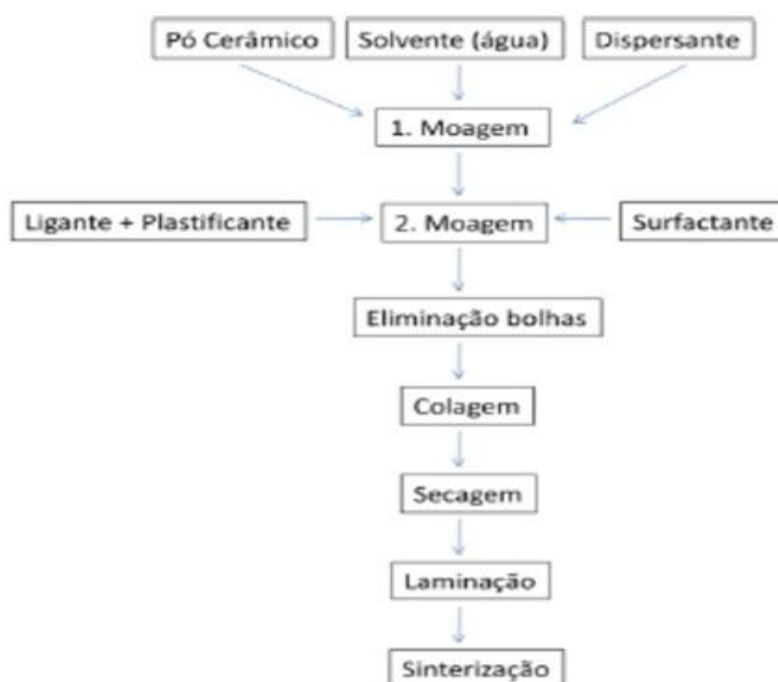 Pó Cerâmico
Solvente (água)
Dispersante
1. Moagem
Ligante + Plastificante
2. Moagem
Surfactante
Eliminação bolhas
Colagem
Secagem
Laminação
Sinterização